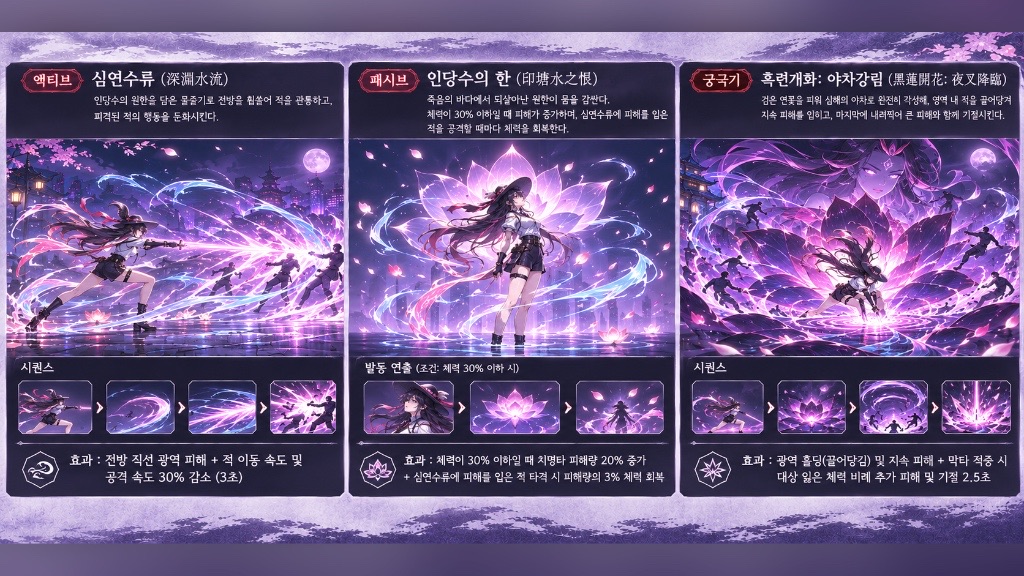 액티브 심연수류 (深淵水流)
인당수의 원한을 담은 물줄기로 전방을 휩쓸어 적을 관통하고,
피격된 적의 행동을 둔화시킨다.
시퀀스
효과 : 전방 직선 광역 피해 + 적 이동 속도 및
공격 속도 30% 감소 (3초)
패시브 인당수의 한 (印塘水之恨)
죽음의 바다에서 되살아난 원한이 몸을 감싼다.
체력이 30% 이하일 때 피해가 증가하며, 심연수류에 피해를 입은
적을 공격할 때마다 체력을 회복한다.
발동 연출 (조건: 체력 30% 이하 시)
효과 : 체력이 30% 이하일 때 치명타 피해량 20% 증가
+ 심연수류에 피해를 입은 적 타격 시 피해량의 3% 체력 회복
궁극기 흑련개화: 야차강림 (黑蓮開花: 夜叉降臨)
검은 연꽃을 피워 심해의 야차로 완전히 각성해, 영역 내 적을 끌어당겨
지속 피해를 입히고, 마지막에 내려찍어 큰 피해와 함께 기절시킨다.
시퀀스
효과 : 광역 홀딩(끌어당김) 및 지속 피해 + 막타 적중 시
대상 잃은 체력 비례 추가 피해 및 기절 2.5초